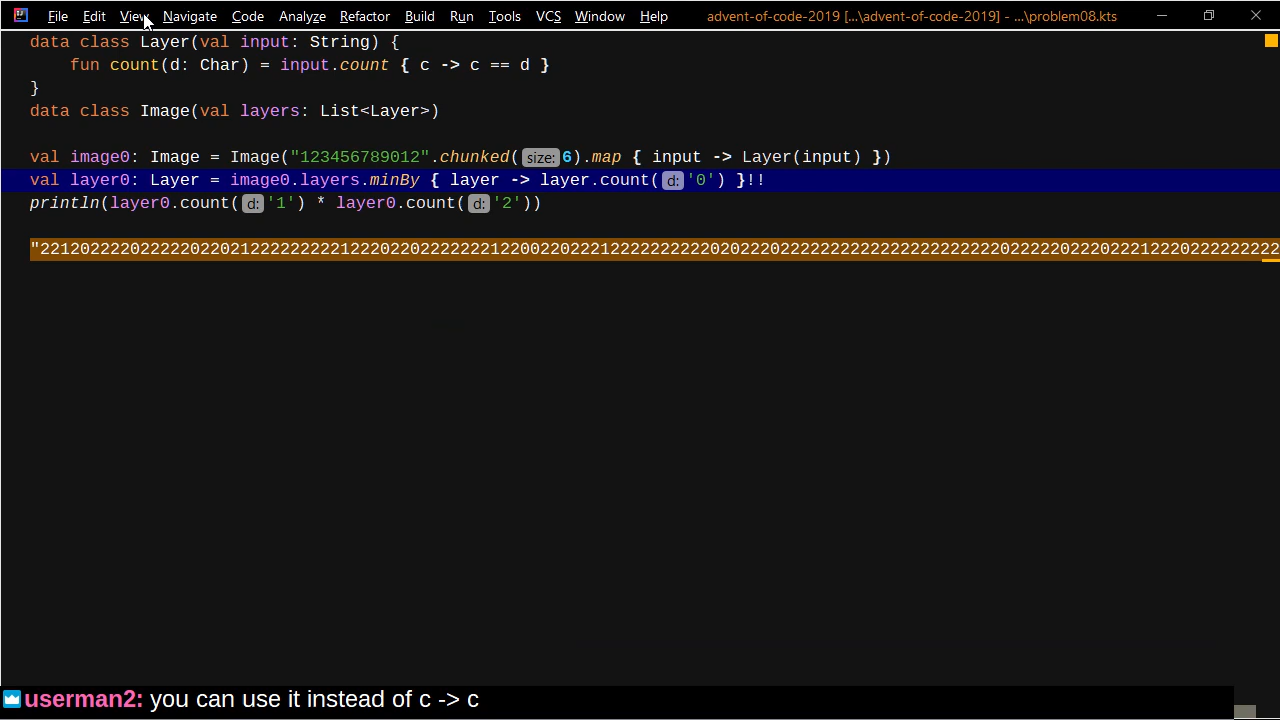 File Edit View Navigate Code Analyze Refactor Build Run Tools VCS Window Help advent-of-code-2019 [...\advent-of-code-2019] - ...\problem08.kts
data class Layer(val input: String) {
fun count(d: Char) = input.count { c -> c == d }
}
data class Image(val layers: List<Layer>)
val image0: Image = Image("123456789012".chunked( size: 6).map { input -> Layer(input) })
val layer0: Layer = image0.layers.minBy { layer -> layer.count( d: '0') }!!
println(layer0.count( d: '1') * layer0.count( d: '2'))
userman2: you can use it instead of c -> c